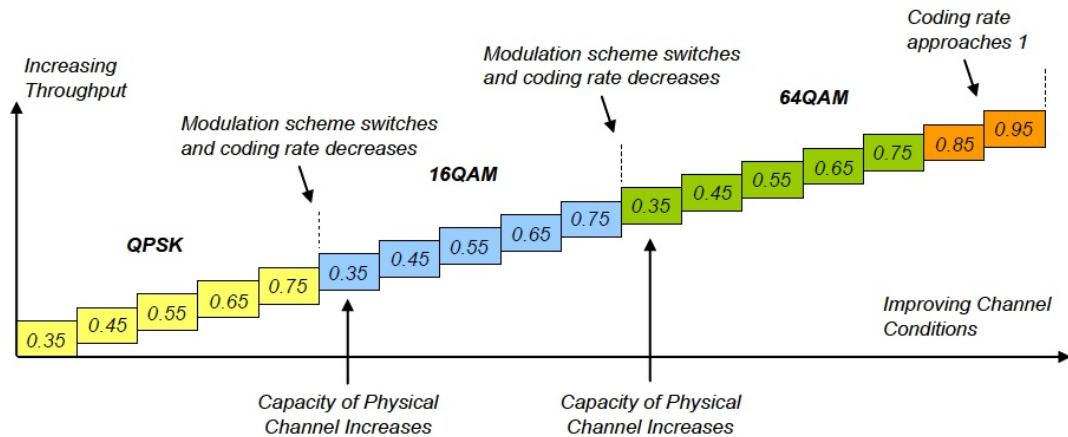 Coding rate
approaches 1
Increasing
Throughput
Modulation scheme switches
and coding rate decreases
64QAM
Modulation scheme switches
and coding rate decreases
16QAM
QPSK
0.35
0.45
0.55
0.65
0.75
0.35
0.45
0.55
0.65
0.75
0.35
0.45
0.55
0.65
0.75
0.85
0.95
Improving Channel
Conditions
Capacity of Physical
Channel Increases
Capacity of Physical
Channel Increases